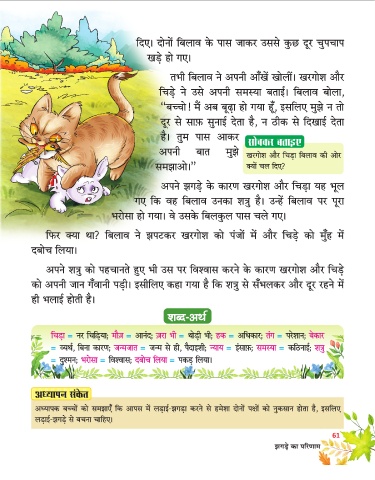 दिए। दोनों बिलाव के पास जाकर उससे कुछ दूर चुपचाप
खड़े हो गए।
तभी बिलाव ने अपनी आँखें खोलीं। खरगोश और
चिड़े ने उसे अपनी समस्या बताई। बिलाव बोला,
“बच्चो! मैं अब बूढ़ा हो गया हूँ, इसलिए मुझे न तो
दूर से साफ़ सुनाई देता है, न ठीक से दिखाई देता
है। तुम पास आकर
अपनी बात मुझे
समझाओ।”
सोचकर बताइए
खरगोश और चिड़ा बिलाव की ओर
क्यों चल दिए?
अपने झगड़े के कारण खरगोश और चिड़ा यह भूल
गए कि वह बिलाव उनका शत्रु है। उन्हें बिलाव पर पूरा
भरोसा हो गया। वे उसके बिलकुल पास चले गए।
फिर क्या था? बिलाव ने झपटकर खरगोश को पंजों में और चिड़े को मुँह में
दबोच लिया।
अपने शत्रु को पहचानते हुए भी उस पर विश्वास करने के कारण खरगोश और चिड़े
को अपनी जान गँवानी पड़ी। इसीलिए कहा गया है कि शत्रु से सँभलकर और दूर रहने में
ही भलाई होती है।
शब्द-अर्थ
चिड़ा = नर चिड़िया; मौज = आनंद; ज़रा भी = थोड़ी भी; हक = अधिकार; तंग = परेशान; बेकार
= व्यर्थ, बिना कारण; जन्मजात = जन्म से ही, पैदाइशी; न्याय = इंसाफ़; समस्या = कठिनाई; शत्रु
= दुश्मन; भरोसा = विश्वास; दबोच लिया = पकड़ लिया।
अध्यापन संकेत
अध्यापक बच्चों को समझाएँ कि आपस में लड़ाई-झगड़ा करने से हमेशा दोनों पक्षों को नुकसान होता है, इसलिए
लड़ाई-झगड़े से बचना चाहिए।
61
झगड़े का परिणाम